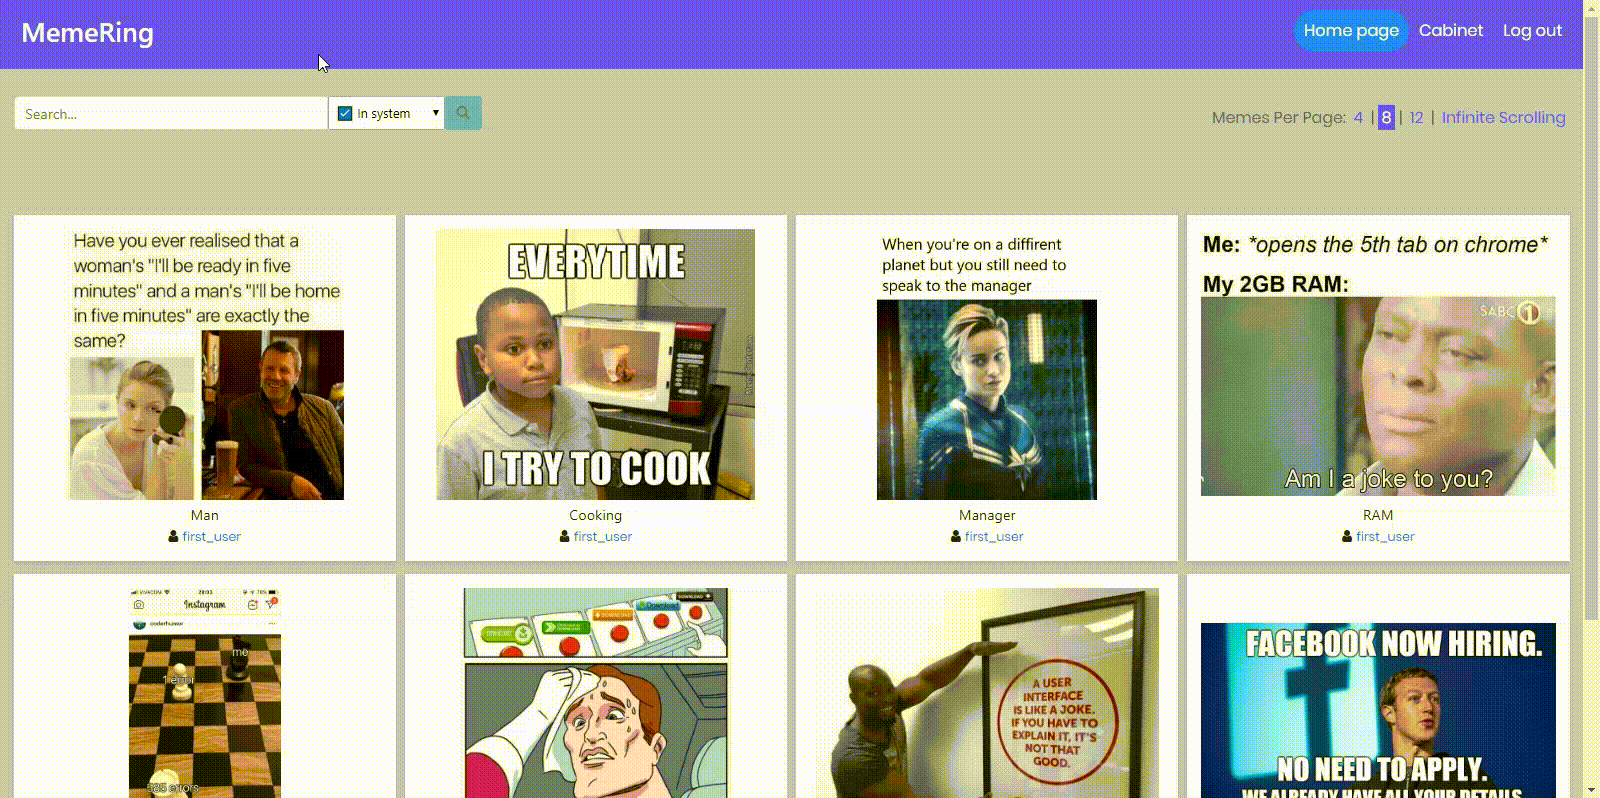 MemeRing
Home page
Cabinet
Log out
Search...
In system
Memes Per Page: 4 | 8 | 12 | Infinite Scrolling
Have you ever realised that a
woman's "I'll be ready in five
minutes" and a man's "I'll be home
in five minutes" are exactly the
same?
Man
first_user
EVERYTIME
I TRY TO COOK
Cooking
first_user
When you're on a diffirent
planet but you still need to
speak to the manager
Manager
first_user
Me: *opens the 5th tab on chrome*
My 2GB RAM:
SABC 1
Am I a joke to you?
RAM
first_user
20:33
Instagram
coderhumor
me
1 error
585 errors
DOWNLOAD
Download
A USER
INTERFACE
IS LIKE A JOKE.
IF YOU HAVE TO
EXPLAIN IT, IT'S
NOT THAT
GOOD.
FACEBOOK NOW HIRING.
NO NEED TO APPLY.
WE ALREADY HAVE ALL YOUR DETAILS